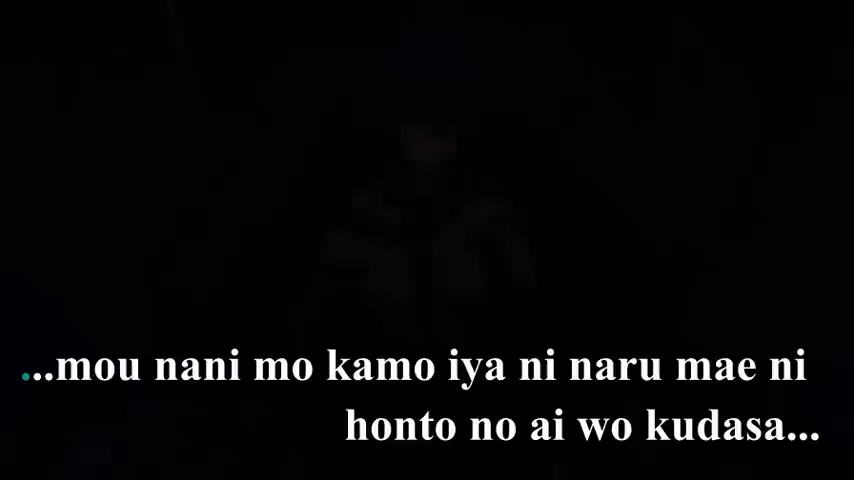 ...mou nani mo kamo iya ni naru mae ni
honto no ai wo kudasa...